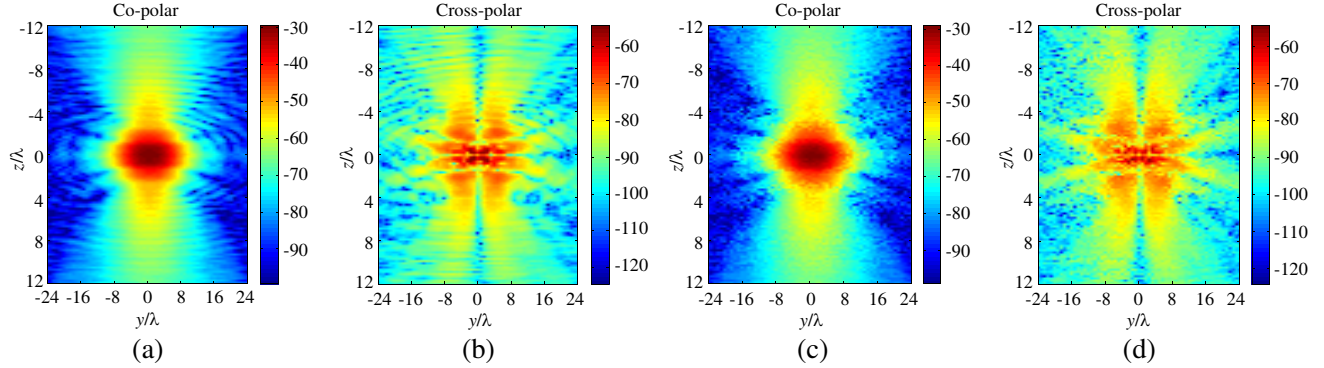 Co-polar Cross-polar Co-polar Cross-polar
-12 -30 -12 -60 -12 -30 -12 -60
-8 -40 -8 -70 -8 -40 -8 -70
-4 -50 -4 -80 -4 -50 -4 -80
z/λ 0 -60 z/λ 0 -90 z/λ 0 -60 z/λ 0 -90
4 -70 4 -100 4 -70 4 -100
8 -80 8 -110 8 -80 8 -110
12 -90 12 -120 12 -90 12 -120
-24 -16 -8 0 8 16 24 -24 -16 -8 0 8 16 24 -24 -16 -8 0 8 16 24 -24 -16 -8 0 8 16 24
y/λ y/λ y/λ y/λ
(a) (b) (c) (d)